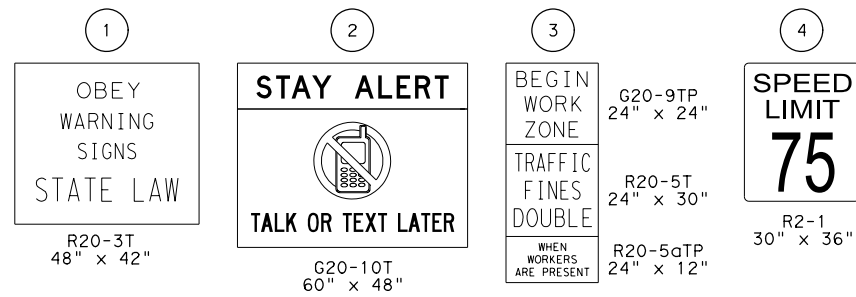 1
OBEY
WARNING
SIGNS
STATE LAW
R20-3T
48" x 42"
2
STAY ALERT
TALK OR TEXT LATER
G20-10T
60" x 48"
3
BEGIN
WORK
ZONE
G20-9TP
24" x 24"
TRAFFIC
FINES
DOUBLE
R20-5T
24" x 30"
WHEN
WORKERS
ARE PRESENT
R20-5aTP
24" x 12"
4
SPEED
LIMIT
75
R2-1
30" x 36"